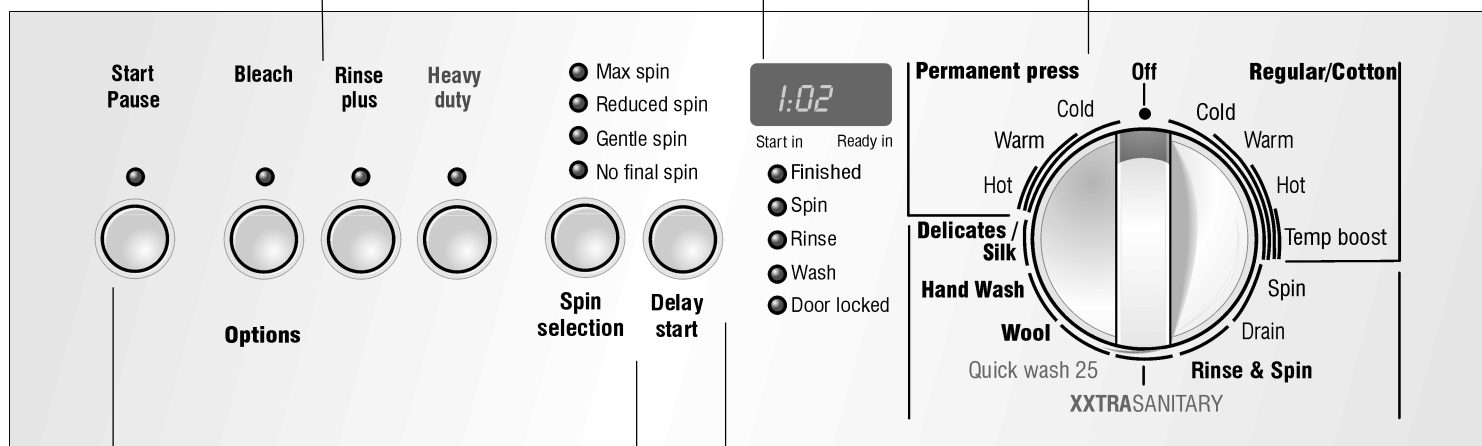 Start
Pause
Bleach
Rinse
plus
Heavy
duty
Options
Max spin
Reduced spin
Gentle spin
No final spin
Spin
selection
Delay
start
1:02
Start in
Ready in
Finished
Spin
Rinse
Wash
Door locked
Permanent press
Off
Regular/Cotton
Cold
Warm
Hot
Delicates /
Silk
Hand Wash
Wool
Quick wash 25
Cold
Warm
Hot
Temp boost
Spin
Drain
Rinse & Spin
XXTRASANITARY